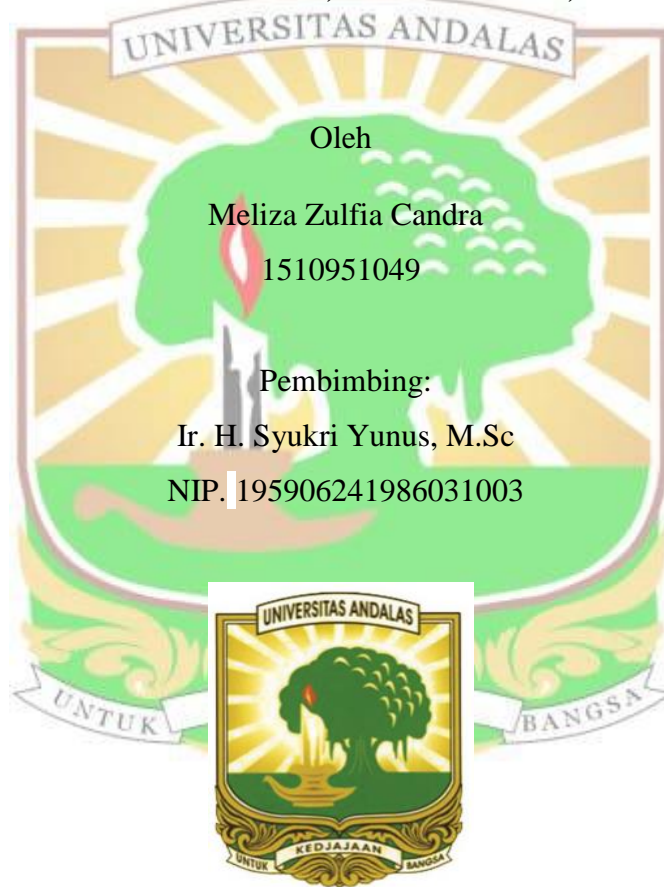 UNIVERSITAS ANDALAS
Oleh
Meliza Zulfia Candra
1510951049
Pembimbing:
Ir. H. Syukri Yunus, M.Sc
NIP. 195906241986031003
UNIVERSITAS ANDALAS
UNTUK BANGSA
UNTUK KEDJAJAAN BANGSA